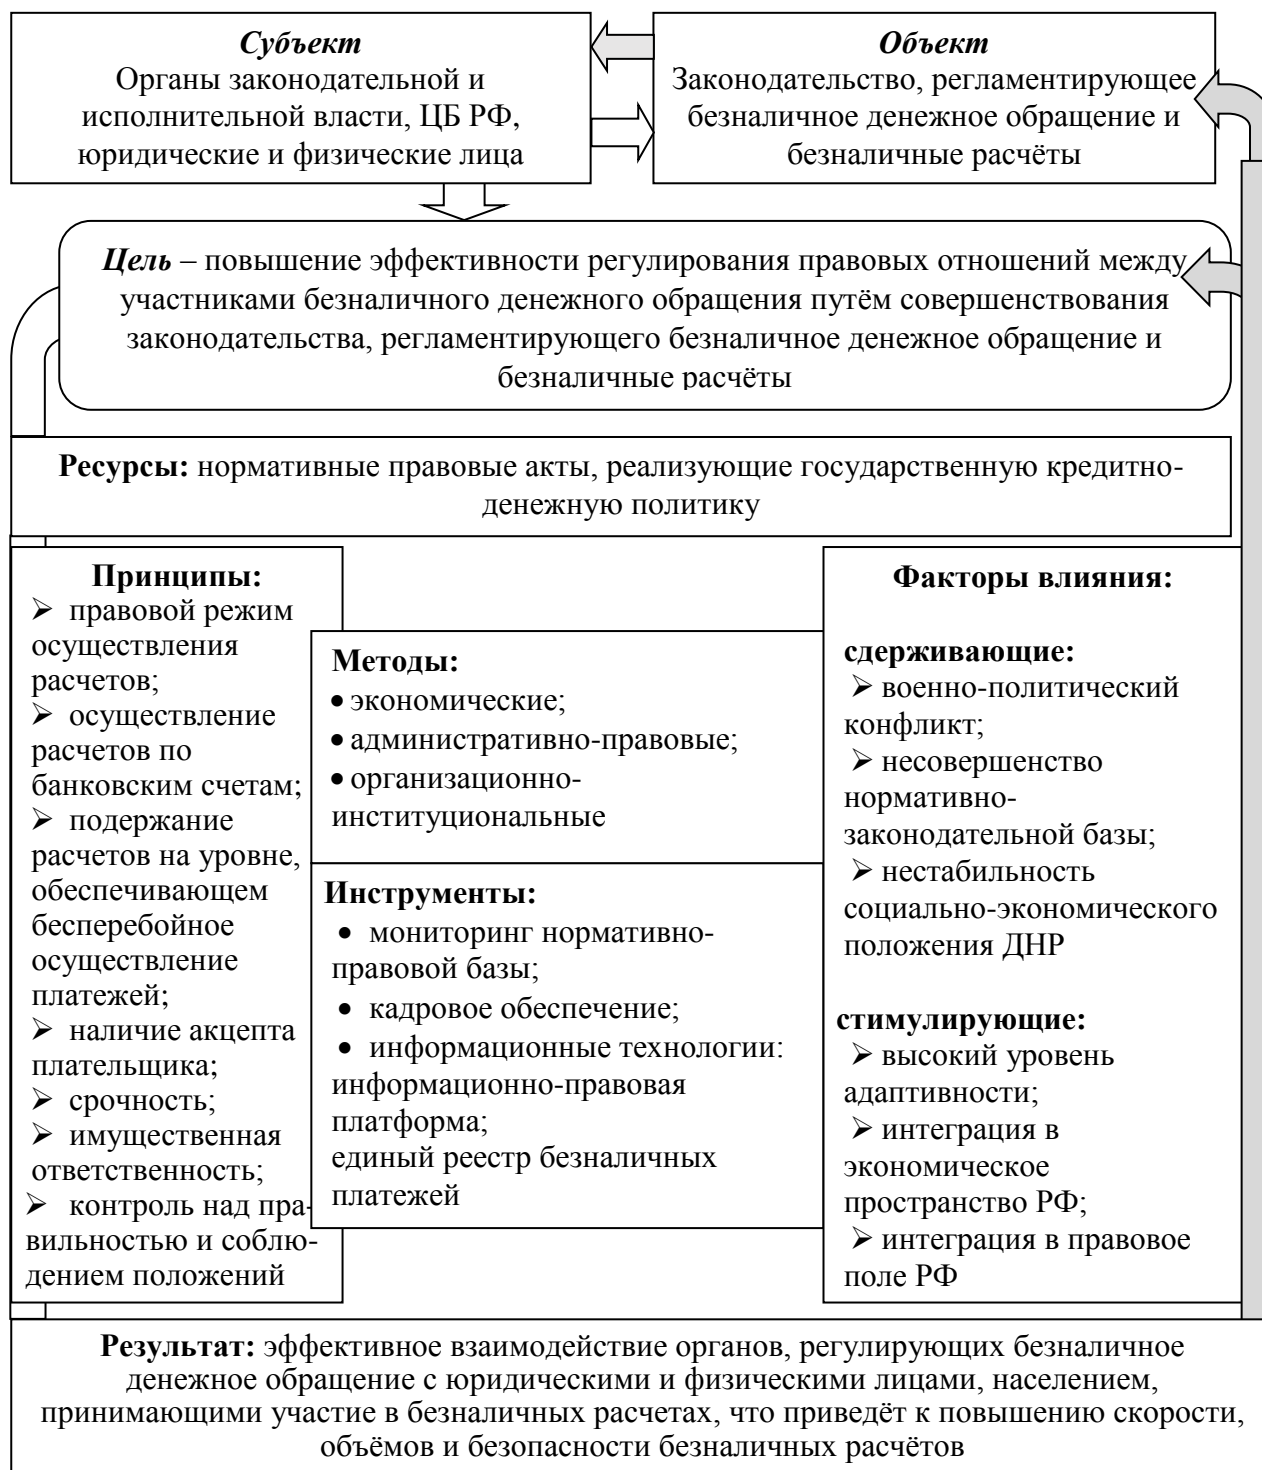 Субъект
Органы законодательной и
исполнительной власти, ЦБ РФ,
юридические и физические лица
Объект
Законодательство, регламентирующее
безналичное денежное обращение и
безналичные расчёты
Цель – повышение эффективности регулирования правовых отношений между
участниками безналичного денежного обращения путём совершенствования
законодательства, регламентирующего безналичное денежное обращение и
безналичные расчёты
Ресурсы: нормативные правовые акты, реализующие государственную кредитно-
денежную политику
Принципы:
➢ правовой режим
осуществления
расчетов;
➢ осуществление
расчетов по
банковским счетам;
➢ подержание
расчетов на уровне,
обеспечивающем
бесперебойное
осуществление
платежей;
➢ наличие акцепта
плательщика;
➢ срочность;
➢ имущественная
ответственность;
➢ контроль над пра-
вильностью и соблю-
дением положений
Методы:
• экономические;
• административно-правовые;
• организационно-
институциональные
Инструменты:
• мониторинг нормативно-
правовой базы;
• кадровое обеспечение;
• информационные технологии:
информационно-правовая
платформа;
единый реестр безналичных
платежей
Факторы влияния:
сдерживающие:
➢ военно-политический
конфликт;
➢ несовершенство
нормативно-
законодательной базы;
➢ нестабильность
социально-экономического
положения ДНР
стимулирующие:
➢ высокий уровень
адаптивности;
➢ интеграция в
экономическое
пространство РФ;
➢ интеграция в правовое
поле РФ
Результат: эффективное взаимодействие органов, регулирующих безналичное
денежное обращение с юридическими и физическими лицами, населением,
принимающими участие в безналичных расчетах, что приведёт к повышению скорости,
объёмов и безопасности безналичных расчётов